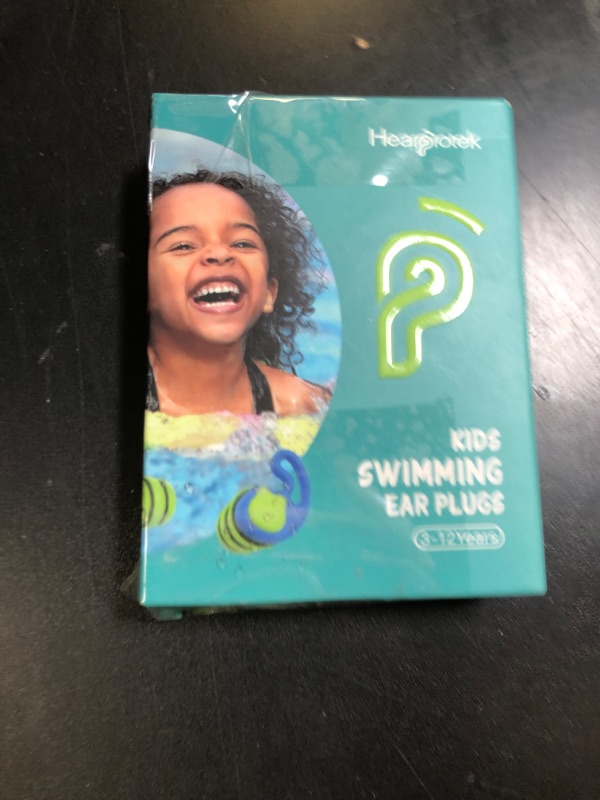 Hearprotek
KIDS
SWIMMING
EAR PLUGS
3-12Years